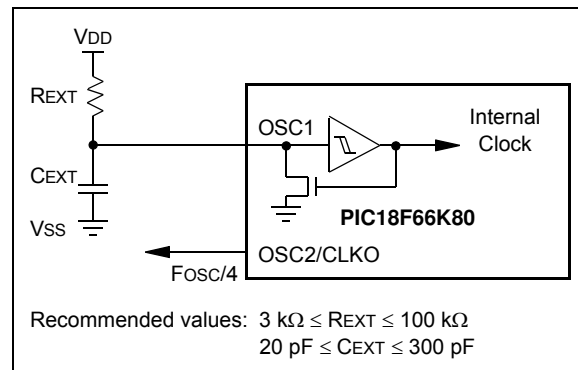 VDD
REXT
CEXT
VSS
OSC1
Internal
Clock
PIC18F66K80
OSC2/CLKO
FOSC/4
Recommended values: 3 kΩ ≤ REXT ≤ 100 kΩ
20 pF ≤ CEXT ≤ 300 pF